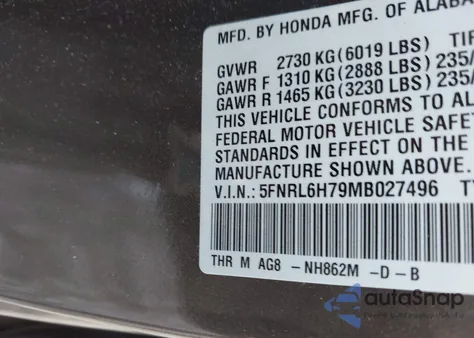 MFD. BY HONDA MFG. OF ALABA
GVWR 2730 KG(6019 LBS) TI
GAWR F 1310 KG(2888 LBS) 235/
GAWR R 1465 KG(3230 LBS) 235/
THIS VEHICLE CONFORMS TO AL
FEDERAL MOTOR VEHICLE SAFE
STANDARDS IN EFFECT ON THE
MANUFACTURE SHOWN ABOVE.
V.I.N.: 5FNRL6H79MB027496 T
THR M AG8 -NH862M -D -B
autaSnap